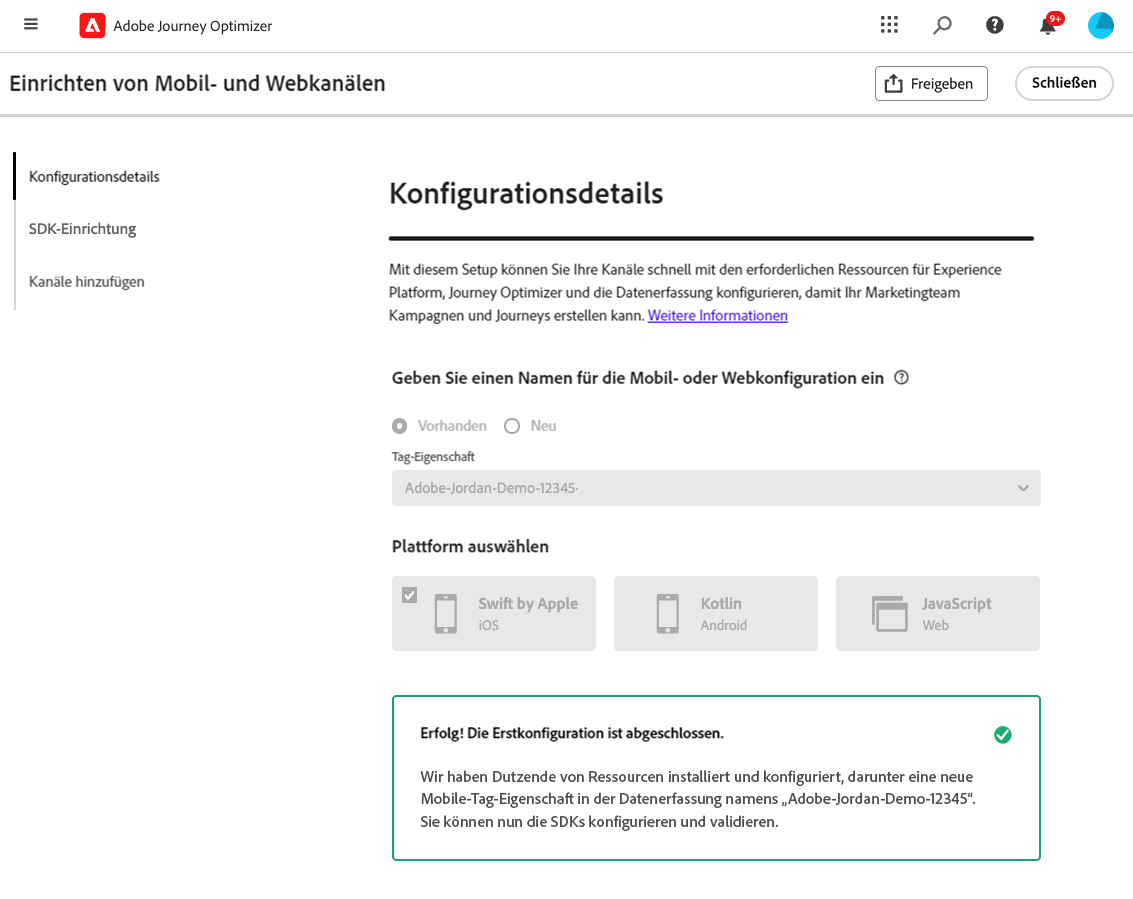 Adobe Journey Optimizer
9+
Einrichten von Mobil- und Webkanälen
Freigeben
Schließen
Konfigurationsdetails
SDK-Einrichtung
Kanäle hinzufügen
Konfigurationsdetails
Mit diesem Setup können Sie Ihre Kanäle schnell mit den erforderlichen Ressourcen für Experience
Platform, Journey Optimizer und die Datenerfassung konfigurieren, damit Ihr Marketingteam
Kampagnen und Journeys erstellen kann. Weitere Informationen
Geben Sie einen Namen für die Mobil- oder Webkonfiguration ein
Vorhanden Neu
Tag-Eigenschaft
Adobe-Jordan-Demo-12345·
Plattform auswählen
Swift by Apple
iOS
Kotlin
Android
JavaScript
Web
Erfolg! Die Erstkonfiguration ist abgeschlossen.
Wir haben Dutzende von Ressourcen installiert und konfiguriert, darunter eine neue
Mobile-Tag-Eigenschaft in der Datenerfassung namens „Adobe-Jordan-Demo-12345“.
Sie können nun die SDKs konfigurieren und validieren.